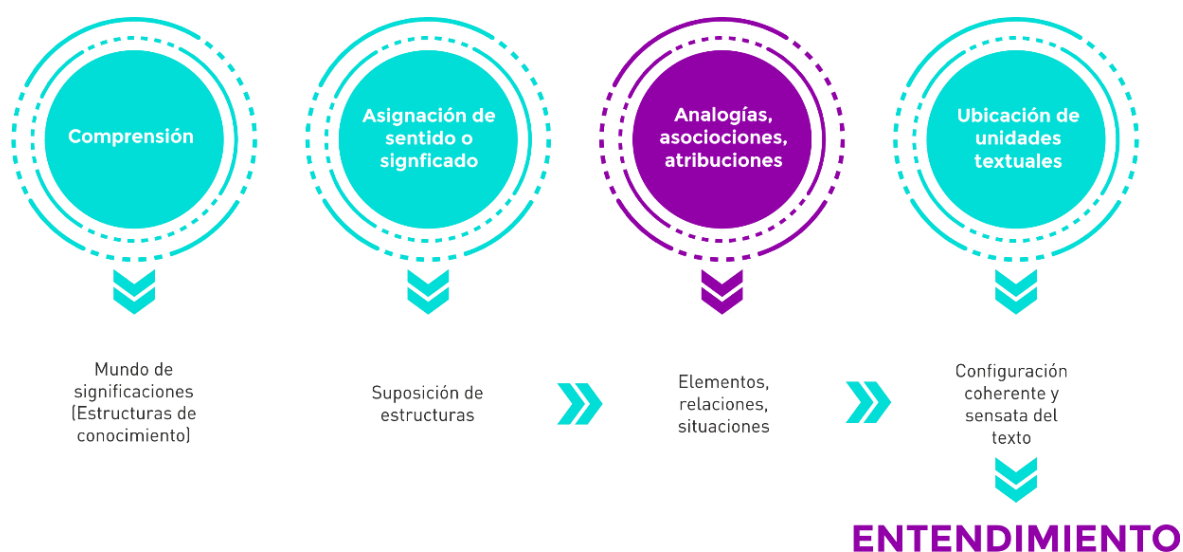 Comprensión
Asignación de
sentido o
signficado
Analogías,
asociociones,
atribuciones
Ubicación de
unidades
textuales
Mundo de
significaciones
(Estructuras de
conocimiento)
Suposición de
estructuras
Elementos,
relaciones,
situaciones
Configuración
coherente y
sensata del
texto
ENTENDIMIENTO